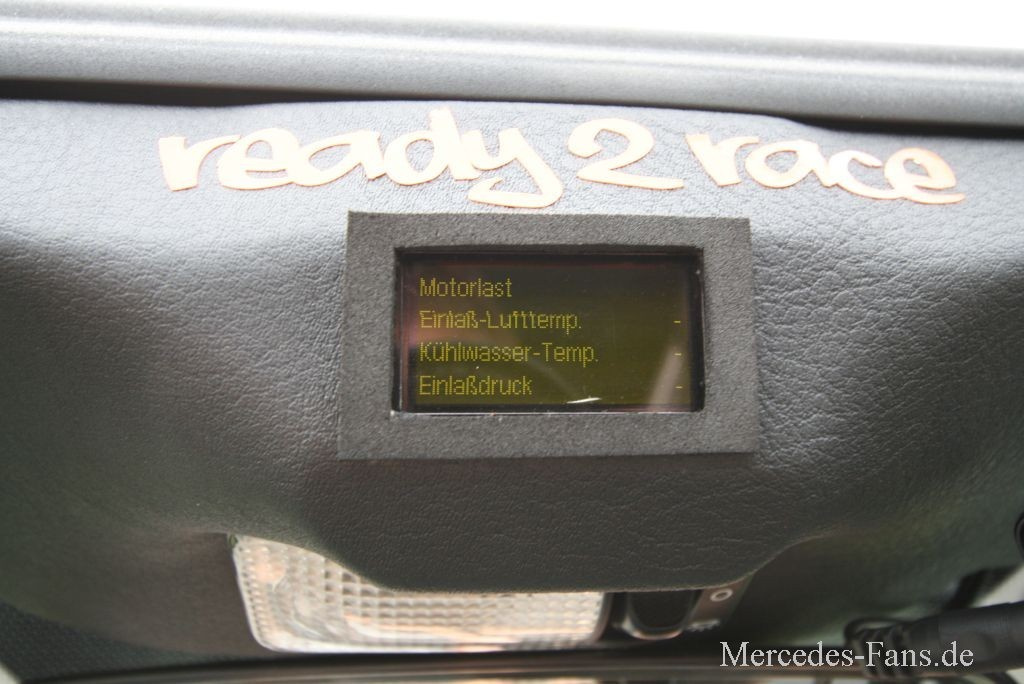 ready 2 race
Motorlast
Einlaß-Lufttemp. -
Kühlwasser-Temp. -
Einlaßdruck -
Mercedes-Fans.de